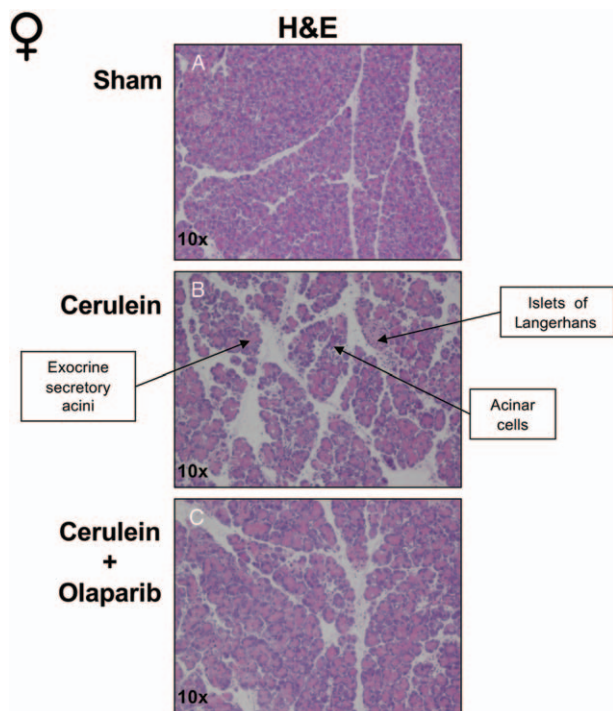 H&E
Sham
A
10x
Cerulein
B
Islets of
Langerhans
Exocrine
secretory
acini
Acinar
cells
10x
Cerulein
+
Olaparib
C
10x